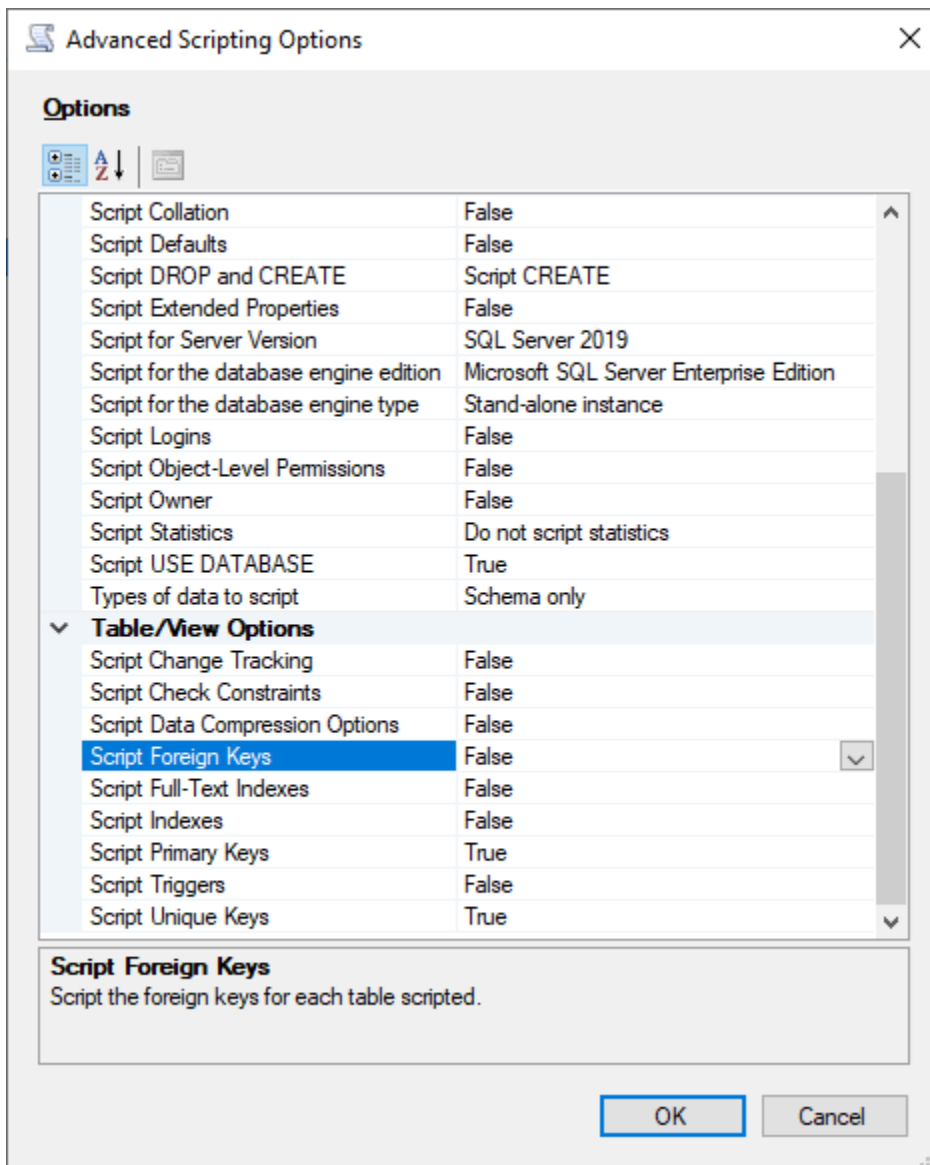 Advanced Scripting Options
Options
Script Collation False
Script Defaults False
Script DROP and CREATE Script CREATE
Script Extended Properties False
Script for Server Version SQL Server 2019
Script for the database engine edition Microsoft SQL Server Enterprise Edition
Script for the database engine type Stand-alone instance
Script Logins False
Script Object-Level Permissions False
Script Owner False
Script Statistics Do not script statistics
Script USE DATABASE True
Types of data to script Schema only
Table/View Options
Script Change Tracking False
Script Check Constraints False
Script Data Compression Options False
Script Foreign Keys False
Script Full-Text Indexes False
Script Indexes False
Script Primary Keys True
Script Triggers False
Script Unique Keys True
Script Foreign Keys
Script the foreign keys for each table scripted.
OK Cancel